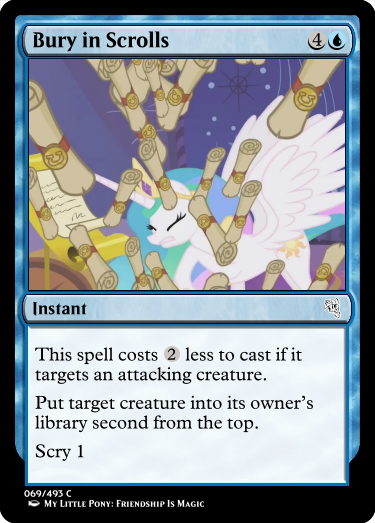 Bury in Scrolls 4
Instant
This spell costs 2 less to cast if it
targets an attacking creature.
Put target creature into its owner's
library second from the top.
Scry 1
069/493 C
My Little Pony: Friendship Is Magic